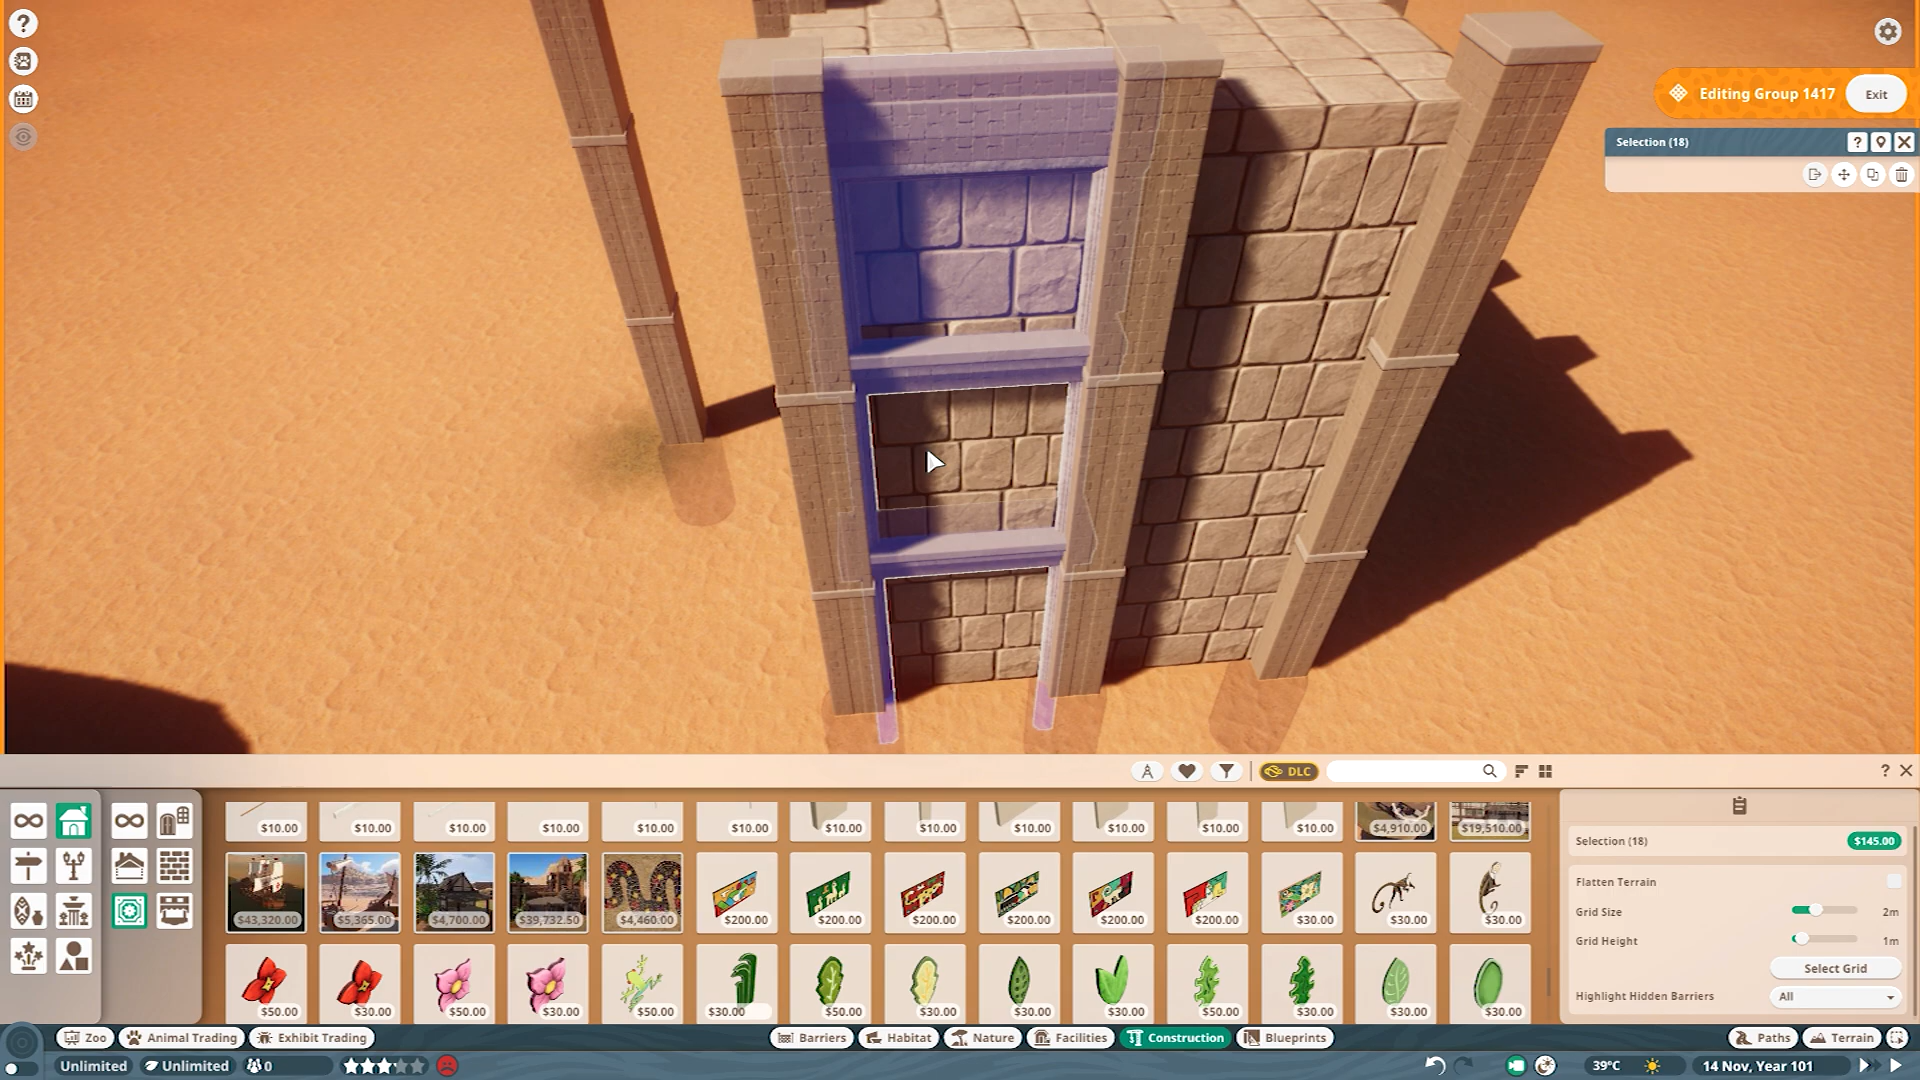 ?
Editing Group 1417
Exit
Selection (18)
?
DLC
?
$10.00 $10.00 $10.00 $10.00 $10.00 $10.00 $10.00 $10.00 $10.00 $10.00 $10.00 $10.00 $4,910.00 $19,510.00
$43,320.00 $5,365.00 $4,700.00 $39,732.50 $4,460.00 $200.00 $200.00 $200.00 $200.00 $200.00 $200.00 $30.00 $30.00 $30.00
$50.00 $30.00 $50.00 $30.00 $50.00 $30.00 $50.00 $30.00 $30.00 $30.00 $50.00 $30.00 $30.00 $30.00
Selection (18) $145.00
Flatten Terrain
Grid Size 2m
Grid Height 1m
Select Grid
Highlight Hidden Barriers All
Zoo Animal Trading Exhibit Trading Barriers Habitat Nature Facilities Construction Blueprints Paths Terrain
Unlimited Unlimited 0 39°C 14 Nov, Year 101